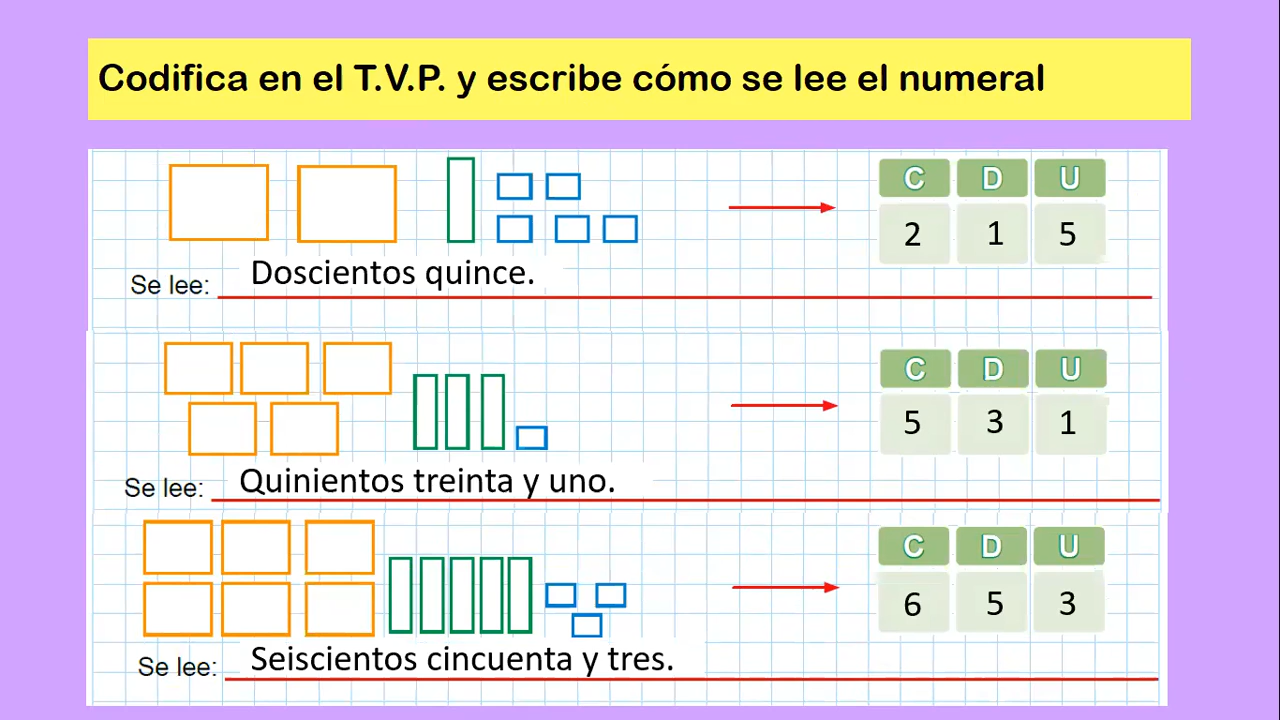 Codifica en el T.V.P. y escribe cómo se lee el numeral
C D U
2 1 5
Se lee: Doscientos quince.
C D U
5 3 1
Se lee: Quinientos treinta y uno.
C D U
6 5 3
Se lee: Seiscientos cincuenta y tres.